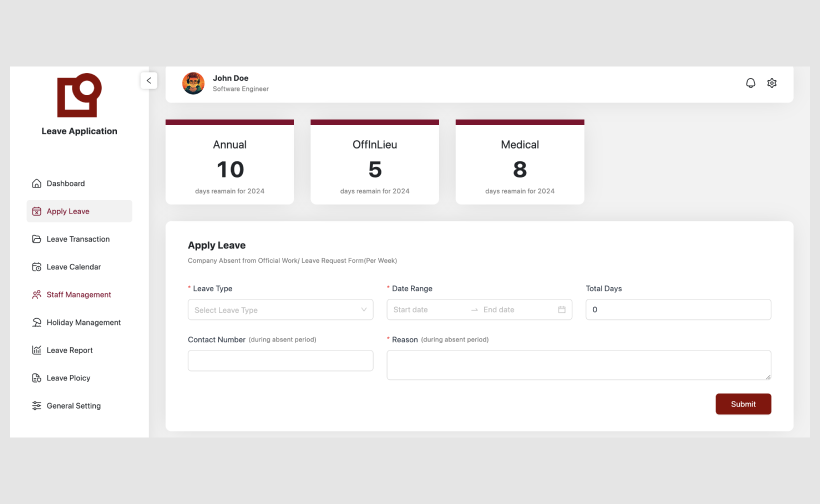 Leave Application
Dashboard
Apply Leave
Leave Transaction
Leave Calendar
Staff Management
Holiday Management
Leave Report
Leave Ploicy
General Setting
John Doe
Software Engineer
Annual
10
days reamain for 2024
OffInLieu
5
days reamain for 2024
Medical
8
days reamain for 2024
Apply Leave
Company Absent from Official Work/ Leave Request Form(Per Week)
* Leave Type
Select Leave Type
* Date Range
Start date → End date
Total Days
0
Contact Number (during absent period)
* Reason (during absent period)
Submit